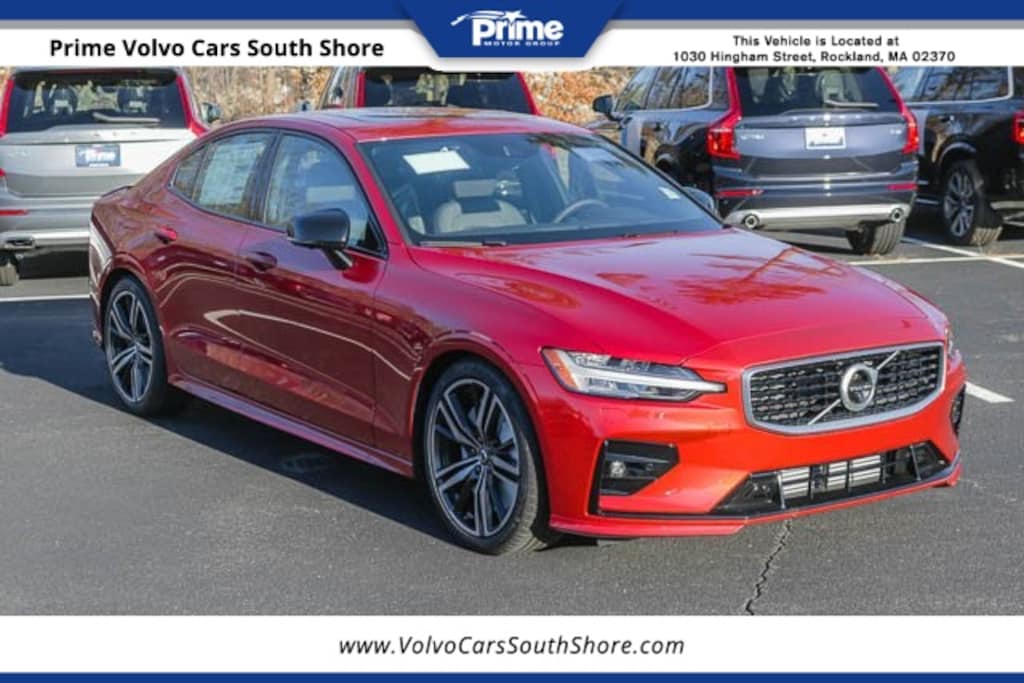 Prime
MOTOR GROUP
Prime Volvo Cars South Shore
This Vehicle is Located at
1030 Hingham Street, Rockland, MA 02370
Prime
www.VolvoCarsSouthShore.com